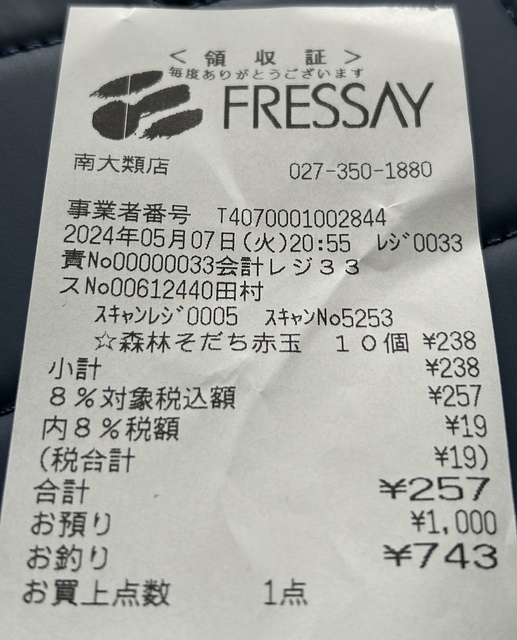 ＜ 領 収 証 ＞
毎度ありがとうございます
FRESSAY
南大類店 027-350-1880
事業者番号 T4070001002844
2024年05月07日(火)20:55 ﾚｼﾞ0033
責No00000033会計レジ３３
スNo00612440田村
ｽｷｬﾝﾚｼﾞ0005 ｽｷｬﾝNo5253
☆森林そだち赤玉　１０個 ¥238
小計 ¥238
８％対象税込額 ¥257
内８％税額 ¥19
(税合計 ¥19)
合計 ¥257
お預り ¥1,000
お釣り ¥743
お買上点数 1点